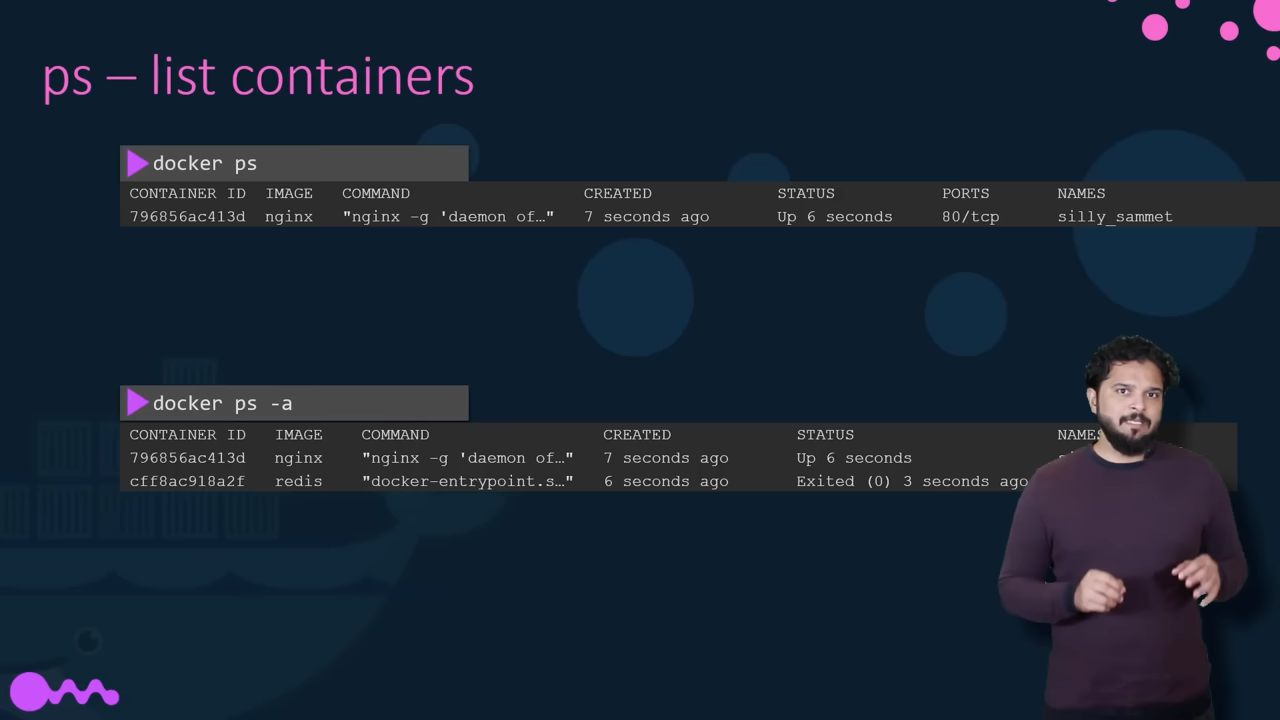 ps – list containers
docker ps
CONTAINER ID IMAGE COMMAND CREATED STATUS PORTS NAMES
796856ac413d nginx "nginx -g 'daemon of…" 7 seconds ago Up 6 seconds 80/tcp silly_sammet
docker ps -a
CONTAINER ID IMAGE COMMAND CREATED STATUS NAMES
796856ac413d nginx "nginx -g 'daemon of…" 7 seconds ago Up 6 seconds
cff8ac918a2f redis "docker-entrypoint.s…" 6 seconds ago Exited (0) 3 seconds ago